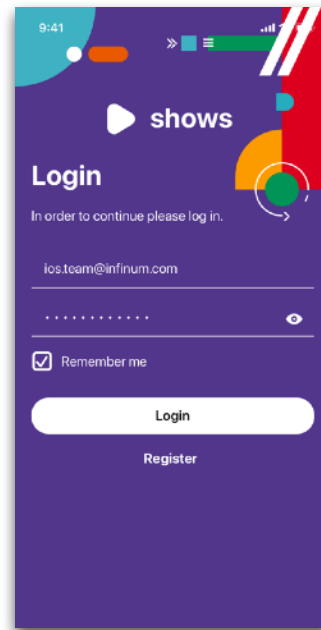 9:41
shows
Login
In order to continue please log in.
ios.team@infinum.com
············
Remember me
Login
Register